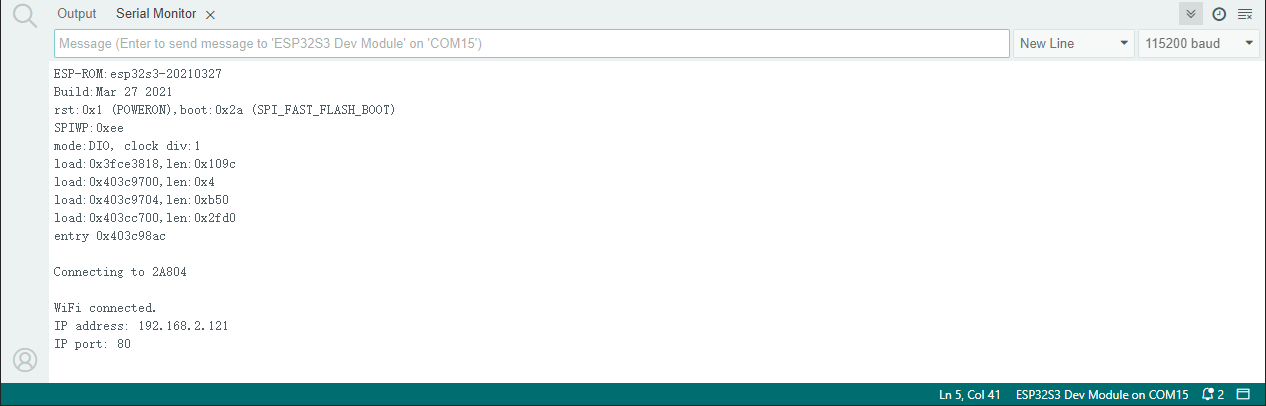 Output Serial Monitor
Message (Enter to send message to 'ESP32S3 Dev Module' on 'COM15') New Line 115200 baud
ESP-ROM:esp32s3-20210327
Build:Mar 27 2021
rst:0x1 (POWERON),boot:0x2a (SPI_FAST_FLASH_BOOT)
SPIWP:0xee
mode:DIO, clock div:1
load:0x3fce3818,len:0x109c
load:0x403c9700,len:0x4
load:0x403c9704,len:0xb50
load:0x403cc700,len:0x2fd0
entry 0x403c98ac
Connecting to 2A804
WiFi connected.
IP address: 192.168.2.121
IP port: 80
Ln 5, Col 41 ESP32S3 Dev Module on COM15 2